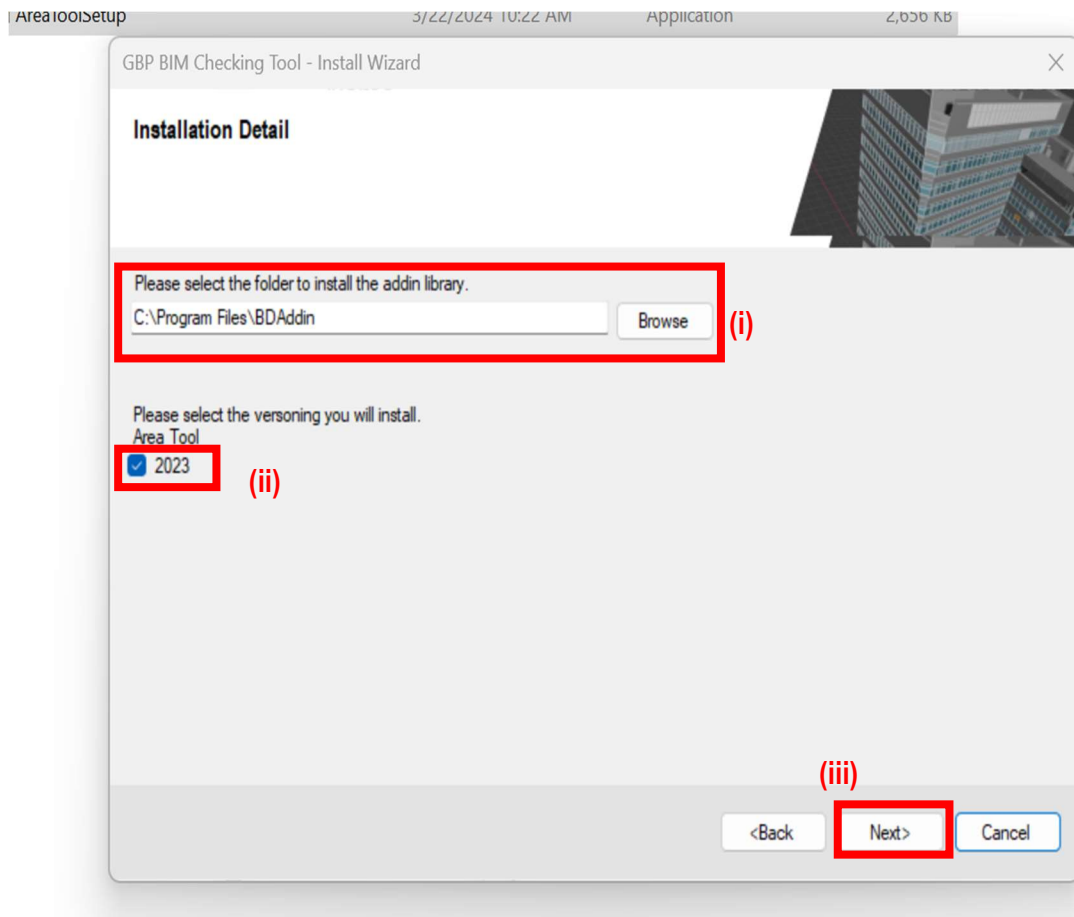 AreaToolSetup 3/22/2024 10:22 AM Application 2,656 KB
GBP BIM Checking Tool - Install Wizard
Installation Detail
Please select the folder to install the addin library.
C:\Program Files\BDAddin Browse (i)
Please select the versoning you will install.
Area Tool
2023 (ii)
(iii)
<Back Next> Cancel